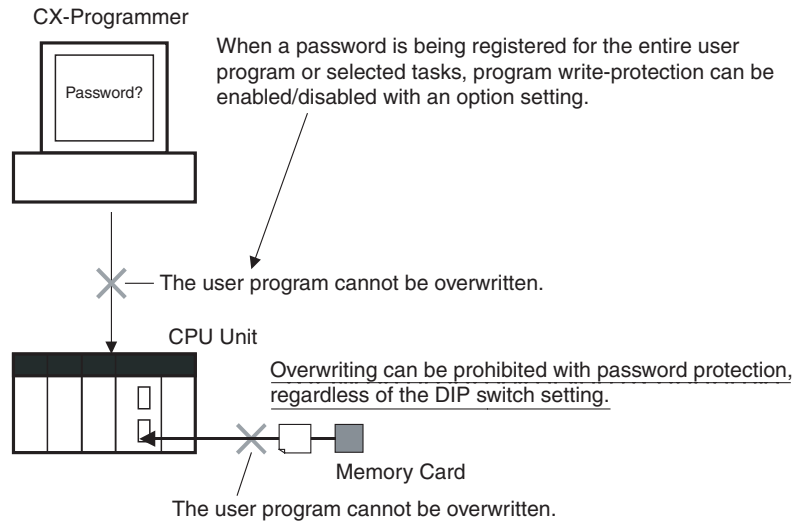 CX-Programmer
When a password is being registered for the entire user
program or selected tasks, program write-protection can be
enabled/disabled with an option setting.
Password?
The user program cannot be overwritten.
CPU Unit
Overwriting can be prohibited with password protection,
regardless of the DIP switch setting.
Memory Card
The user program cannot be overwritten.